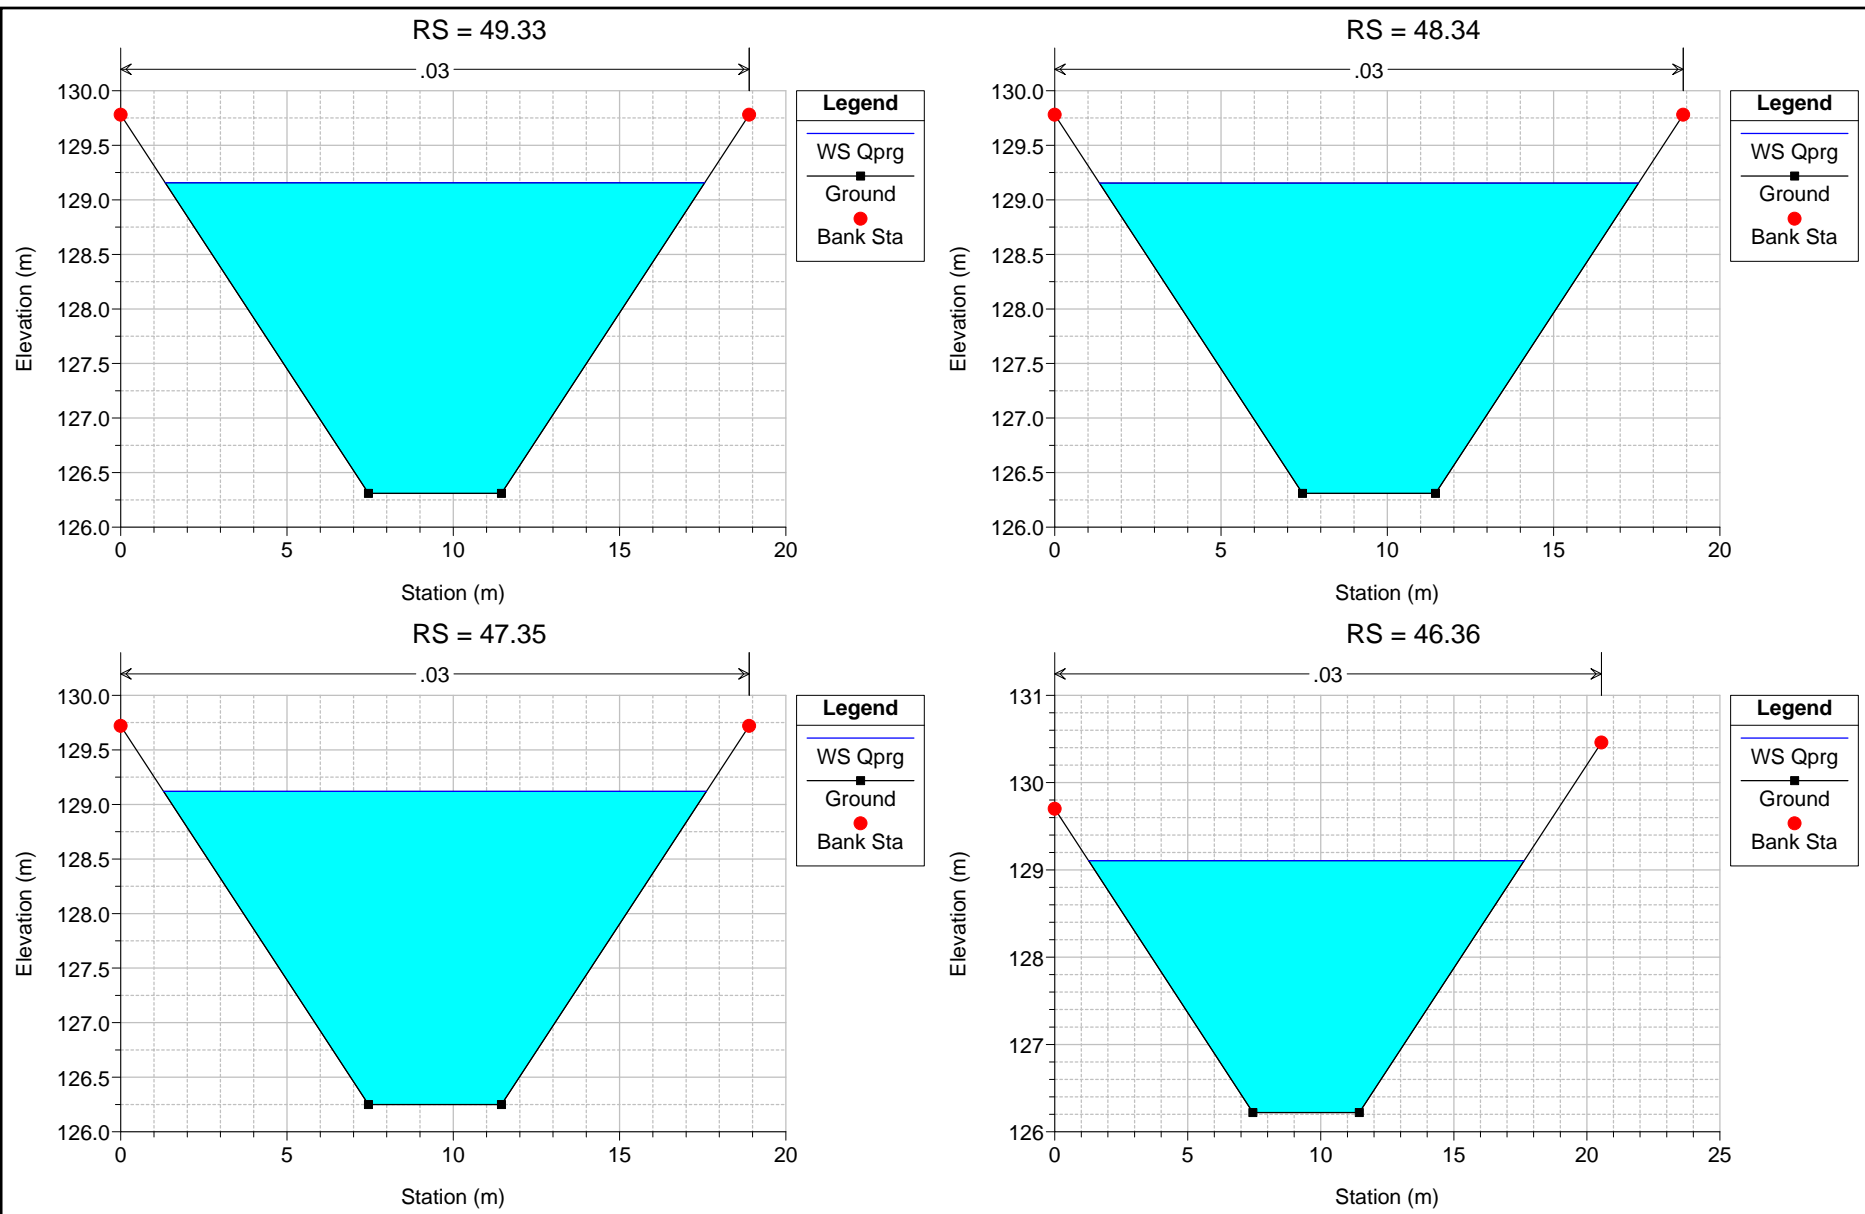 RS = 49.33
.03
130.0
129.5
129.0
128.5
128.0
127.5
127.0
126.5
126.0
0 5 10 15 20
Elevation (m)
Station (m)
Legend
WS Qprg
Ground
Bank Sta
RS = 48.34
.03
130.0
129.5
129.0
128.5
128.0
127.5
127.0
126.5
126.0
0 5 10 15 20
Elevation (m)
Station (m)
Legend
WS Qprg
Ground
Bank Sta
RS = 47.35
.03
130.0
129.5
129.0
128.5
128.0
127.5
127.0
126.5
126.0
0 5 10 15 20
Elevation (m)
Station (m)
Legend
WS Qprg
Ground
Bank Sta
RS = 46.36
.03
131
130
129
128
127
126
0 5 10 15 20 25
Elevation (m)
Station (m)
Legend
WS Qprg
Ground
Bank Sta